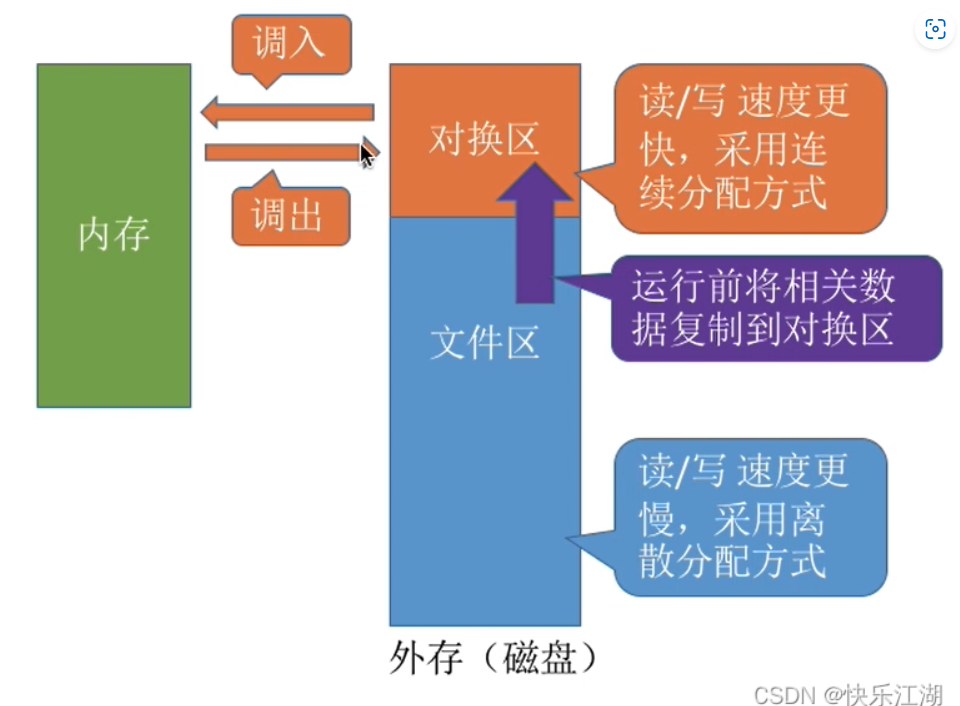 调入
对换区
读/写 速度更
快，采用连
续分配方式
调出
内存
运行前将相关数
据复制到对换区
文件区
读/写 速度更
慢，采用离
散分配方式
外存（磁盘）
CSDN @快乐江湖